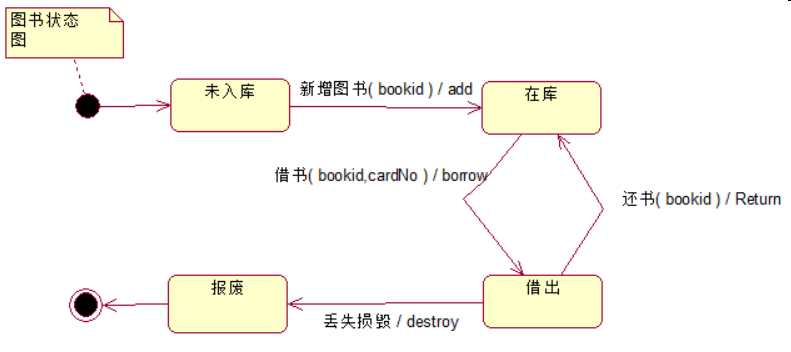 图书状态
图
未入库
新增图书( bookid ) / add
在库
借书( bookid,cardNo ) / borrow
还书( bookid ) / Return
报废
借出
丢失损毁 / destroy